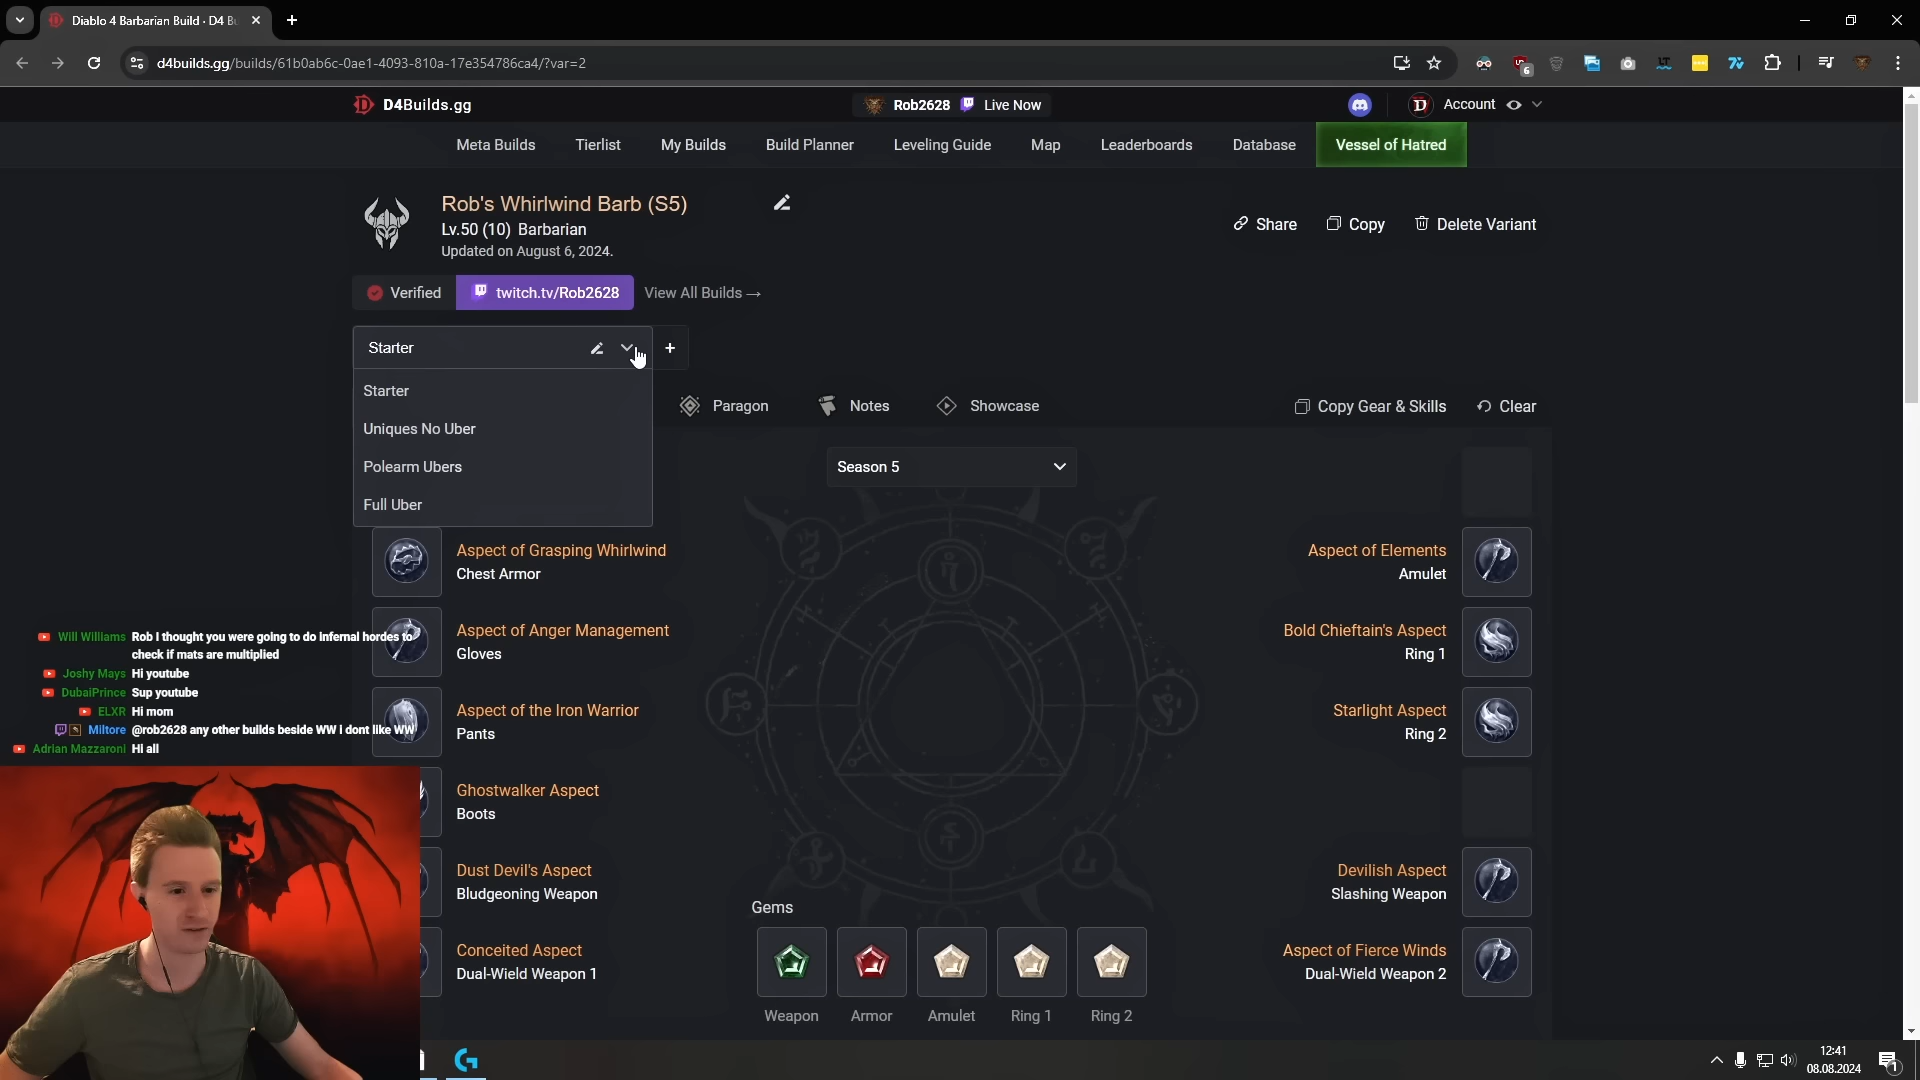 Diablo 4 Barbarian Build · D4 Bu
d4builds.gg/builds/61b0ab6c-0ae1-4093-810a-17e354786ca4/?var=2
6
D4Builds.gg
Rob2628 Live Now
Account
Meta Builds Tierlist My Builds Build Planner Leveling Guide Map Leaderboards Database Vessel of Hatred
Rob's Whirlwind Barb (S5)
Lv.50 (10) Barbarian
Updated on August 6, 2024.
Share Copy Delete Variant
Verified twitch.tv/Rob2628 View All Builds →
Starter
+
Starter
Uniques No Uber
Polearm Ubers
Full Uber
Paragon Notes Showcase
Copy Gear & Skills Clear
Season 5
Aspect of Grasping Whirlwind
Chest Armor
Aspect of Anger Management
Gloves
Aspect of the Iron Warrior
Pants
Ghostwalker Aspect
Boots
Dust Devil's Aspect
Bludgeoning Weapon
Conceited Aspect
Dual-Wield Weapon 1
Aspect of Elements
Amulet
Bold Chieftain's Aspect
Ring 1
Starlight Aspect
Ring 2
Devilish Aspect
Slashing Weapon
Aspect of Fierce Winds
Dual-Wield Weapon 2
Gems
Weapon Armor Amulet Ring 1 Ring 2
Will Williams Rob I thought you were going to do infernal hordes to
check if mats are multiplied
Joshy Mays Hi youtube
DubaiPrince Sup youtube
ELXR Hi mom
Miltore @rob2628 any other builds beside WW i dont like WW
Adrian Mazzaroni Hi all
12:41
08.08.2024
1